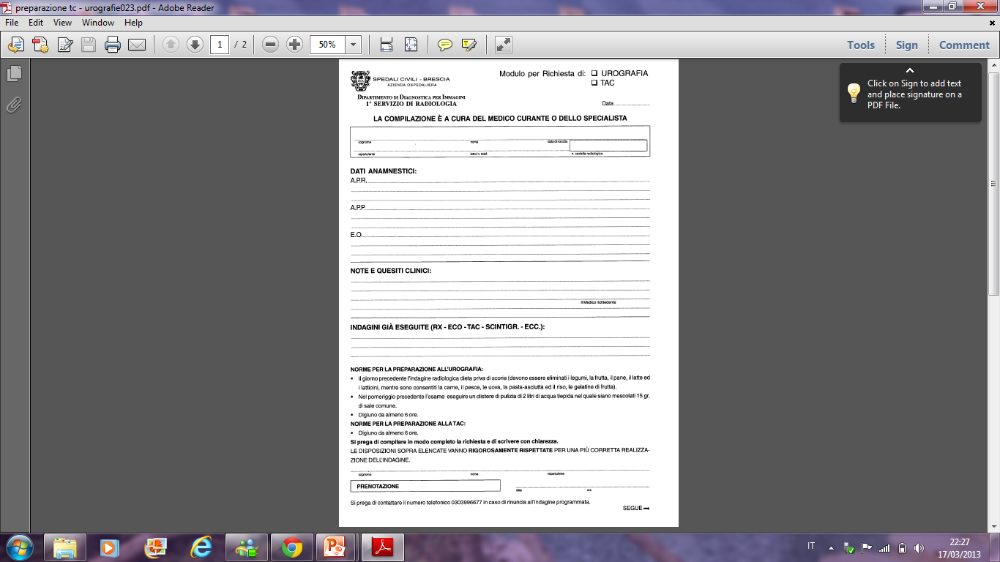 preparazione tc - urografie023.pdf - Adobe Reader
File Edit View Window Help
1 / 2 50% Tools Sign Comment
Click on Sign to add text
and place signature on a
PDF File.
SPEDALI CIVILI - BRESCIA
AZIENDA OSPEDALIERA
DIPARTIMENTO DI DIAGNOSTICA PER IMMAGINI
1° SERVIZIO DI RADIOLOGIA
Modulo per Richiesta di: UROGRAFIA
TAC
Data
LA COMPILAZIONE È A CURA DEL MEDICO CURANTE O DELLO SPECIALISTA
cognome nome data di nascita
reparto/ente letto/ n. telef. n. cartella radiologica
DATI ANAMNESTICI:
A.P.R.
A.P.P.
E.O.
NOTE E QUESITI CLINICI:
Il Medico richiedente
INDAGINI GIÀ ESEGUITE (RX - ECO - TAC - SCINTIGR. - ECC.):
NORME PER LA PREPARAZIONE ALL'UROGRAFIA:
▪ Il giorno precedente l'indagine radiologica dieta priva di scorie (devono essere eliminati i legumi, la frutta, il pane, il latte ed
i latticini, mentre sono consentiti la carne, il pesce, le uova, la pasta-asciutta ed il riso, le gelatine di frutta).
▪ Nel pomeriggio precedente l'esame eseguire un clistere di pulizia di 2 litri di acqua tiepida nel quale siano mescolati 15 gr.
di sale comune.
▪ Digiuno da almeno 6 ore.
NORME PER LA PREPARAZIONE ALLA TAC:
▪ Digiuno da almeno 6 ore.
Si prega di compilare in modo completo la richiesta e di scrivere con chiarezza.
LE DISPOSIZIONI SOPRA ELENCATE VANNO RIGOROSAMENTE RISPETTATE PER UNA PIÙ CORRETTA REALIZZA-
ZIONE DELL'INDAGINE.
cognome nome reparto/ente
PRENOTAZIONE
data ora
Si prega di contattare il numero telefonico 0303996677 in caso di rinuncia all'indagine programmata.
SEGUE
IT 22:27
17/03/2013